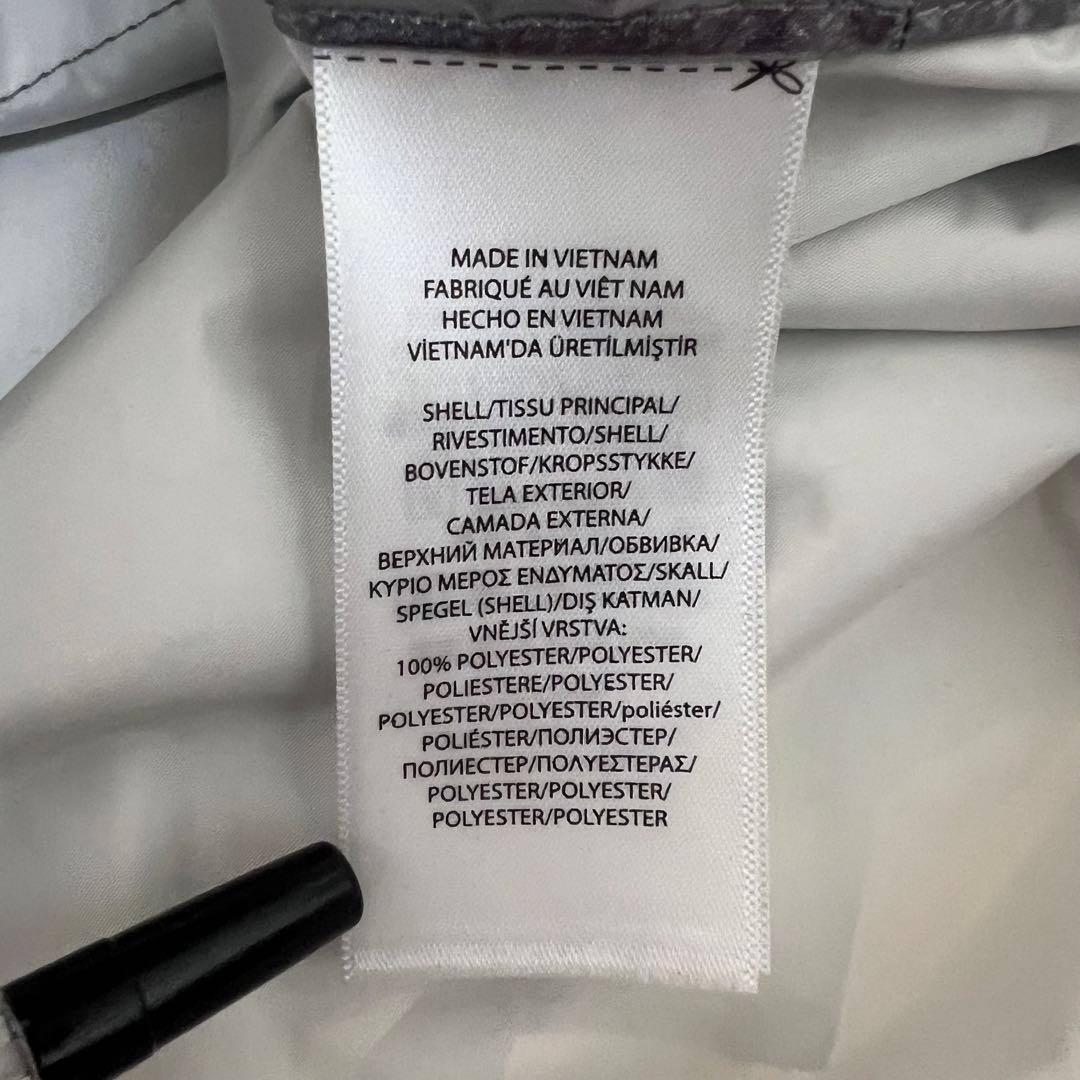 MADE IN VIETNAM
FABRIQUÉ AU VIÊT NAM
HECHO EN VIETNAM
VİETNAM'DA ÜRETİLMİŞTİR
SHELL/TISSU PRINCIPAL/
RIVESTIMENTO/SHELL/
BOVENSTOF/KROPSSTYKKE/
TELA EXTERIOR/
CAMADA EXTERNA/
ВЕРХНИЙ МАТЕРИАЛ/ОБВИВКА/
ΚΥΡΙΟ ΜΕΡΟΣ ΕΝΔΥΜΑΤΟΣ/SKALL/
SPEGEL (SHELL)/DIŞ KATMAN/
VNĚJŠÍ VRSTVA:
100% POLYESTER/POLYESTER/
POLIESTERE/POLYESTER/
POLYESTER/POLYESTER/poliéster/
POLIÉSTER/ПОЛИЭСТЕР/
ПОЛИЕСТЕР/ΠΟΛΥΕΣΤΕΡΑΣ/
POLYESTER/POLYESTER/
POLYESTER/POLYESTER